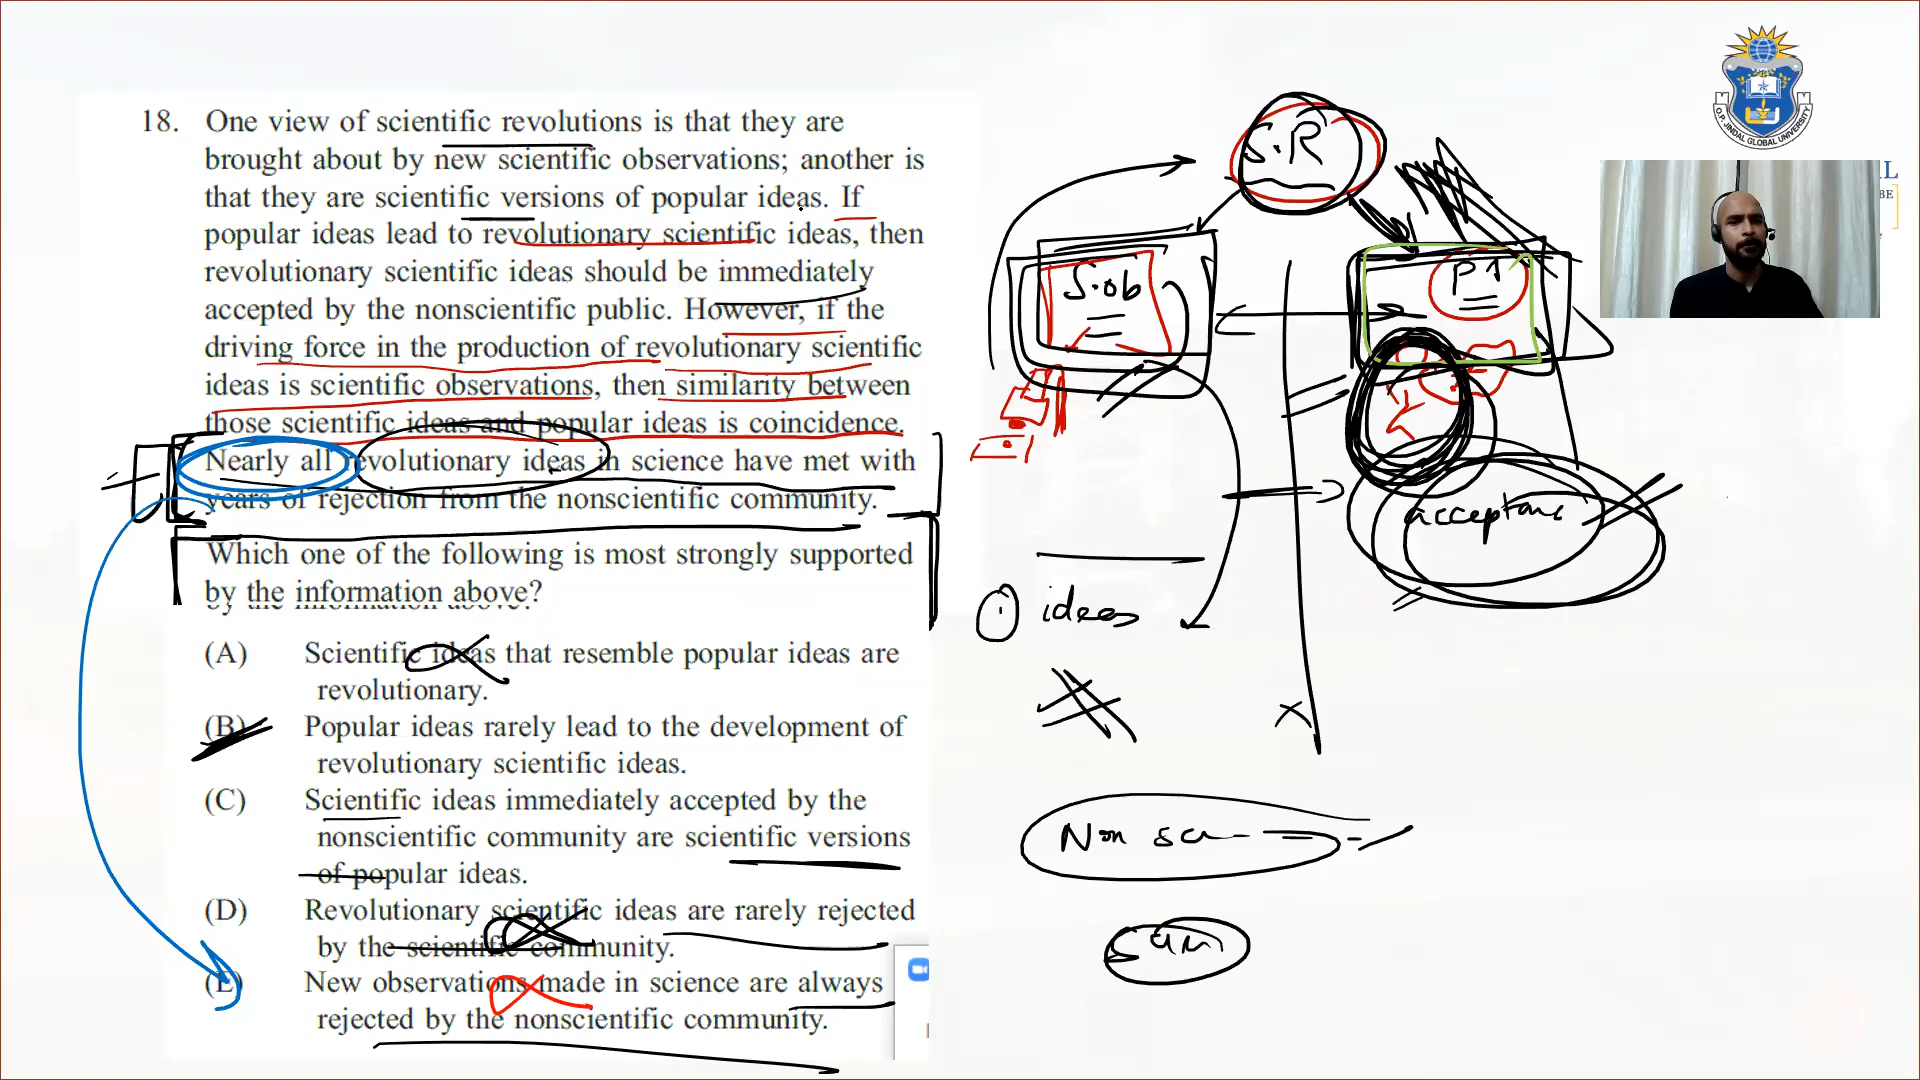 18. One view of scientific revolutions is that they are
brought about by new scientific observations; another is
that they are scientific versions of popular ideas. If
popular ideas lead to revolutionary scientific ideas, then
revolutionary scientific ideas should be immediately
accepted by the nonscientific public. However, if the
driving force in the production of revolutionary scientific
ideas is scientific observations, then similarity between
those scientific ideas and popular ideas is coincidence.
Nearly all revolutionary ideas in science have met with
years of rejection from the nonscientific community.
Which one of the following is most strongly supported
by the information above?
by the information above?
(A) Scientific ideas that resemble popular ideas are
revolutionary.
(B) Popular ideas rarely lead to the development of
revolutionary scientific ideas.
(C) Scientific ideas immediately accepted by the
nonscientific community are scientific versions
of popular ideas.
(D) Revolutionary scientific ideas are rarely rejected
by the scientific community.
(E) New observations made in science are always
rejected by the nonscientific community.
S.R
S.ob
P.I
ideas
Non sc
O.P. JINDAL GLOBAL UNIVERSITY